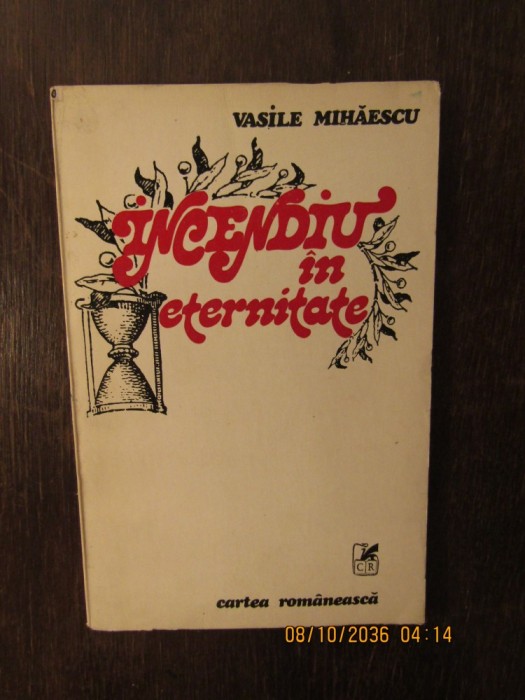 VASILE MIHĂESCU
ÎNCENDIU
în
eternitate
CR
cartea românească
08/10/2036 04:14